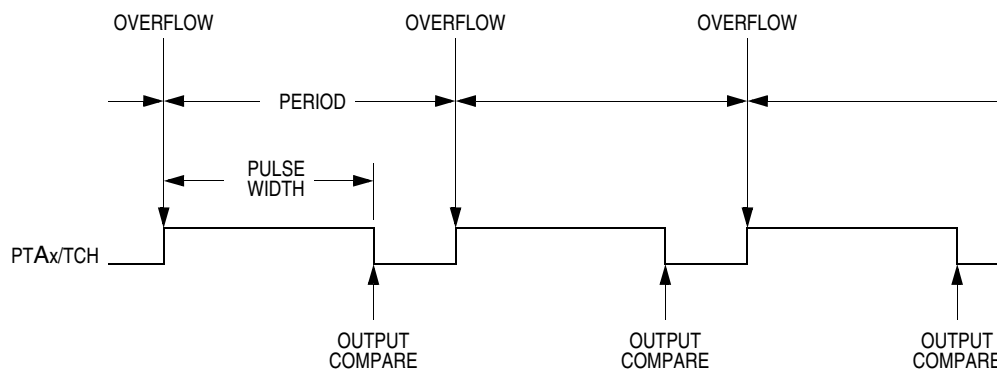 OVERFLOW
OVERFLOW
OVERFLOW
PERIOD
PULSE
WIDTH
PTAx/TCH
OUTPUT
COMPARE
OUTPUT
COMPARE
OUTPUT
COMPARE